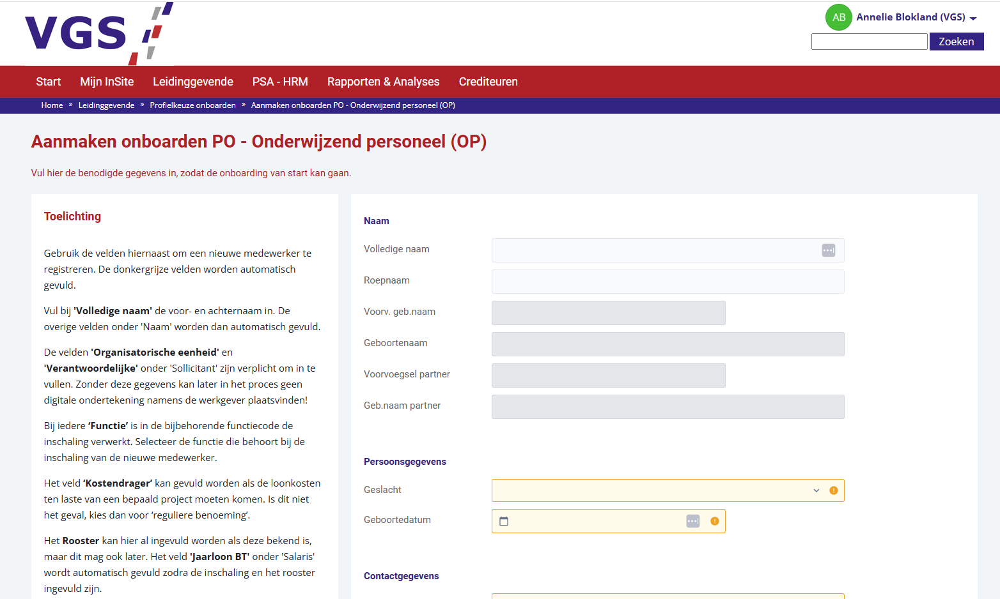 VGS
AB
Annelie Blokland (VGS)
Zoeken
Start Mijn InSite Leidinggevende PSA - HRM Rapporten & Analyses Crediteuren
Home » Leidinggevende » Profielkeuze onboarden » Aanmaken onboarden PO - Onderwijzend personeel (OP)
Aanmaken onboarden PO - Onderwijzend personeel (OP)
Vul hier de benodigde gegevens in, zodat de onboarding van start kan gaan.
Toelichting
Gebruik de velden hiernaast om een nieuwe medewerker te
registreren. De donkergrijze velden worden automatisch
gevuld.
Vul bij 'Volledige naam' de voor- en achternaam in. De
overige velden onder 'Naam' worden dan automatisch gevuld.
De velden 'Organisatorische eenheid' en
'Verantwoordelijke' onder 'Sollicitant' zijn verplicht om in te
vullen. Zonder deze gegevens kan later in het proces geen
digitale ondertekening namens de werkgever plaatsvinden!
Bij iedere ‘Functie’ is in de bijbehorende functiecode de
inschaling verwerkt. Selecteer de functie die behoort bij de
inschaling van de nieuwe medewerker.
Het veld ‘Kostendrager’ kan gevuld worden als de loonkosten
ten laste van een bepaald project moeten komen. Is dit niet
het geval, kies dan voor ‘reguliere benoeming’.
Het Rooster kan hier al ingevuld worden als deze bekend is,
maar dit mag ook later. Het veld 'Jaarloon BT' onder 'Salaris'
wordt automatisch gevuld zodra de inschaling en het rooster
ingevuld zijn.
Naam
Volledige naam
Roepnaam
Voorv. geb.naam
Geboortenaam
Voorvoegsel partner
Geb.naam partner
Persoonsgegevens
Geslacht
Geboortedatum
Contactgegevens